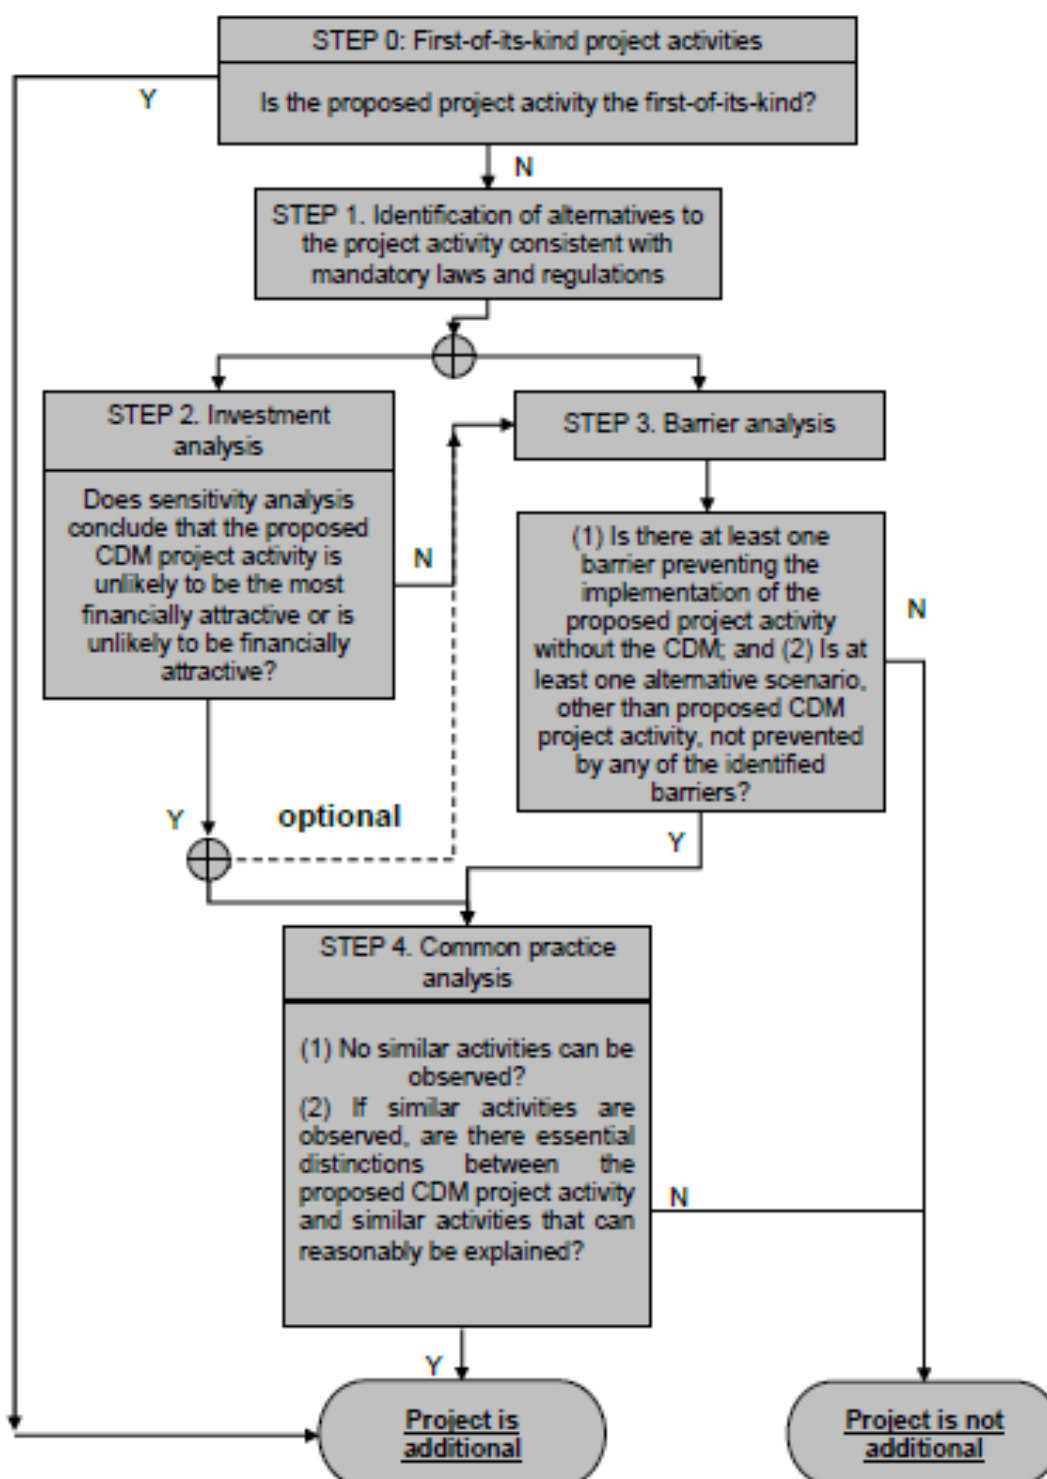 STEP 0: First-of-its-kind project activities
Y
Is the proposed project activity the first-of-its-kind?
N
STEP 1. Identification of alternatives to
the project activity consistent with
mandatory laws and regulations
STEP 2. Investment
analysis
Does sensitivity analysis
conclude that the proposed
CDM project activity is
unlikely to be the most
financially attractive or is
unlikely to be financially
attractive?
N
Y
optional
STEP 3. Barrier analysis
(1) Is there at least one
barrier preventing the
implementation of the
proposed project activity
without the CDM; and (2) Is at
least one alternative scenario,
other than proposed CDM
project activity, not prevented
by any of the identified
barriers?
N
Y
STEP 4. Common practice
analysis
(1) No similar activities can be
observed?
(2) If similar activities are
observed, are there essential
distinctions between the
proposed CDM project activity
and similar activities that can
reasonably be explained?
N
Y
Project is
additional
Project is not
additional